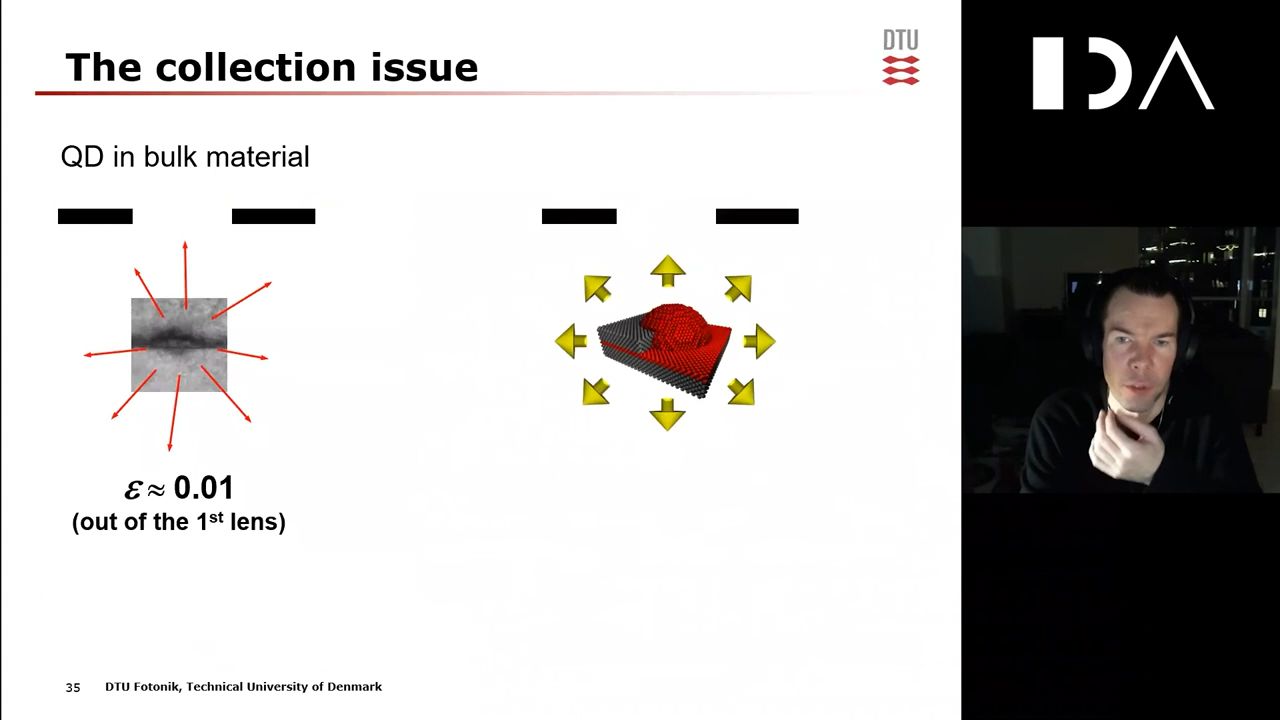 The collection issue
DTU
IDA
QD in bulk material
ε ≈ 0.01
(out of the 1st lens)
35 DTU Fotonik, Technical University of Denmark